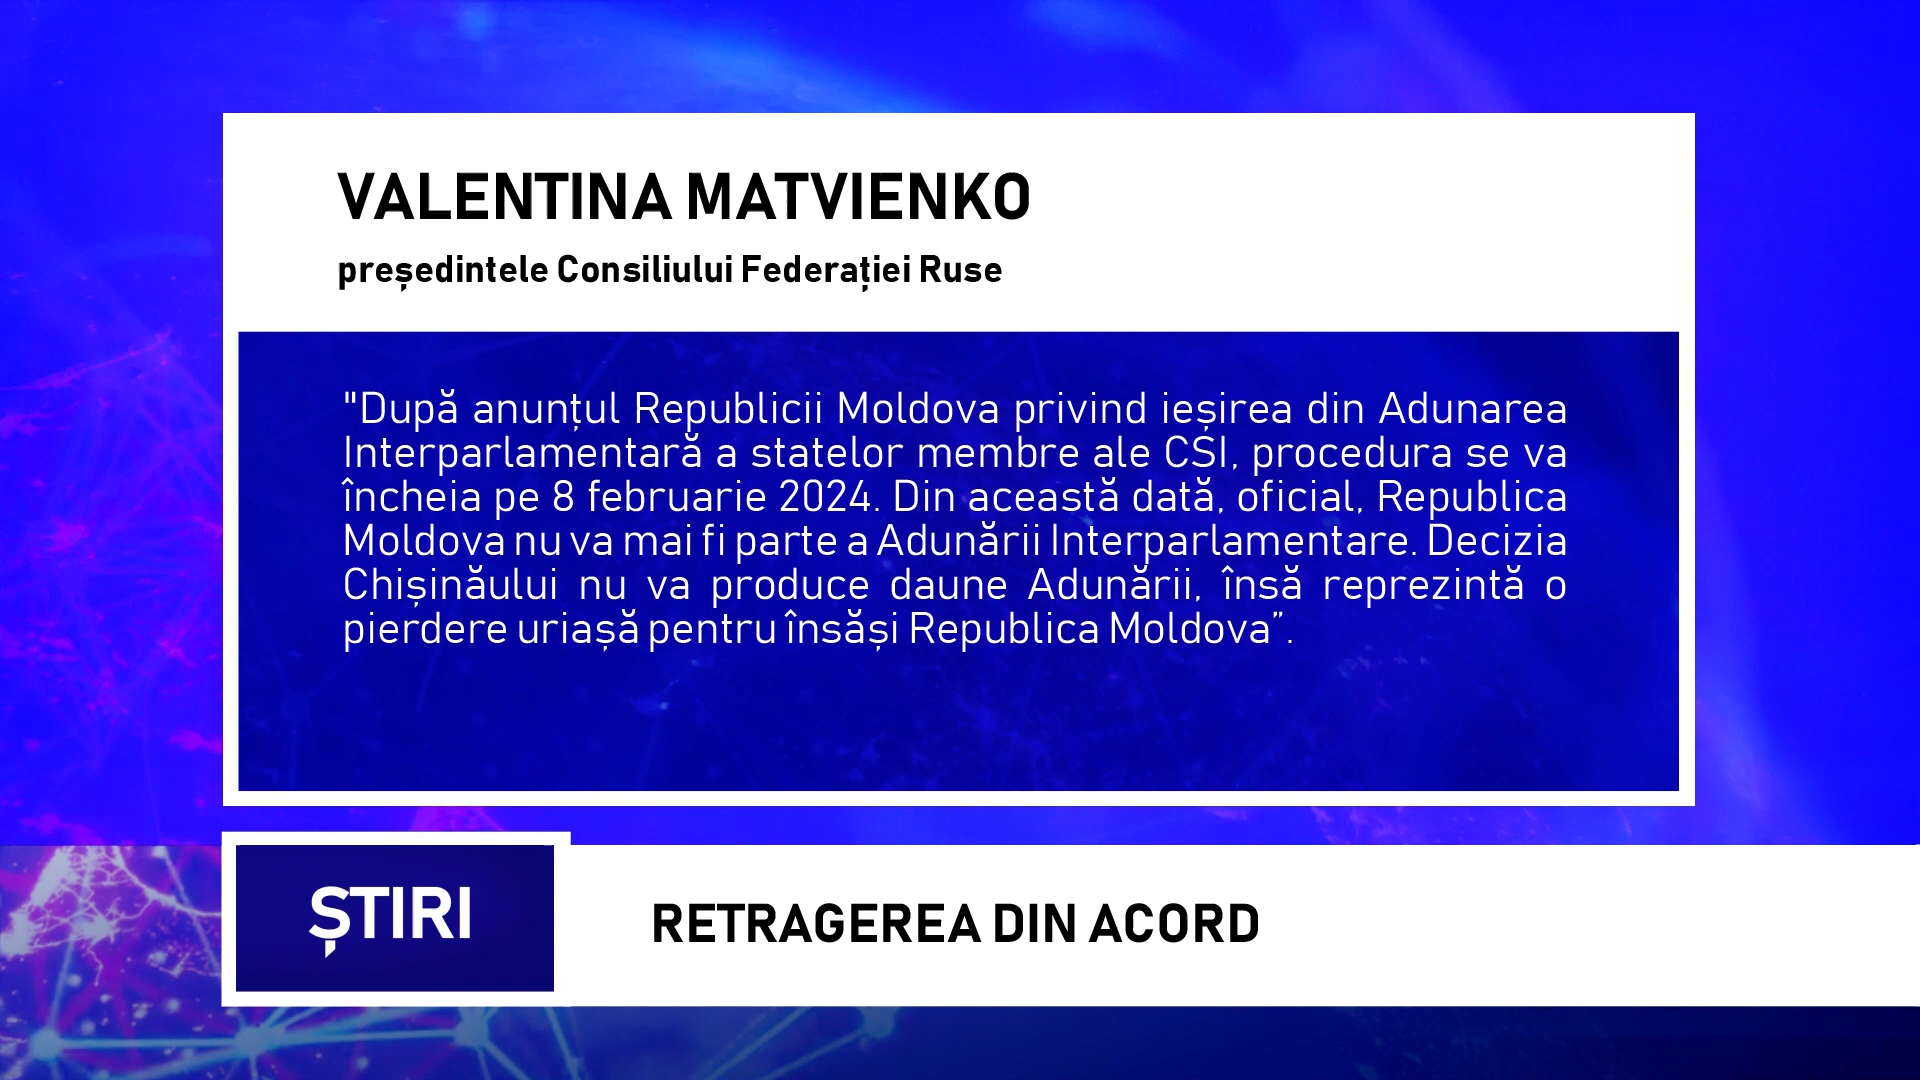 VALENTINA MATVIENKO
președintele Consiliului Federației Ruse
"După anunțul Republicii Moldova privind ieșirea din Adunarea
Interparlamentară a statelor membre ale CSI, procedura se va
încheia pe 8 februarie 2024. Din această dată, oficial, Republica
Moldova nu va mai fi parte a Adunării Interparlamentare. Decizia
Chișinăului nu va produce daune Adunării, însă reprezintă o
pierdere uriașă pentru însăși Republica Moldova”.
ȘTIRI
RETRAGEREA DIN ACORD